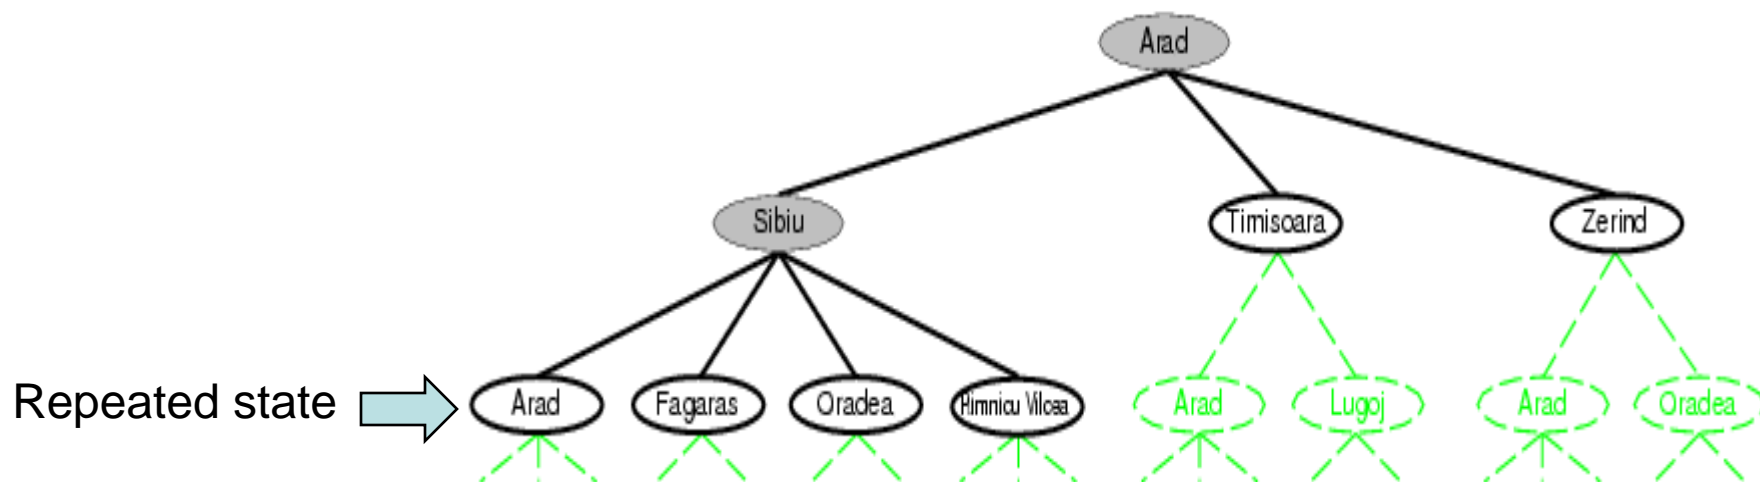 Arad
Sibiu
Timisoara
Zerind
Repeated state
Arad
Fagaras
Oradea
Rimnicu Vilcea
Arad
Lugoj
Arad
Oradea